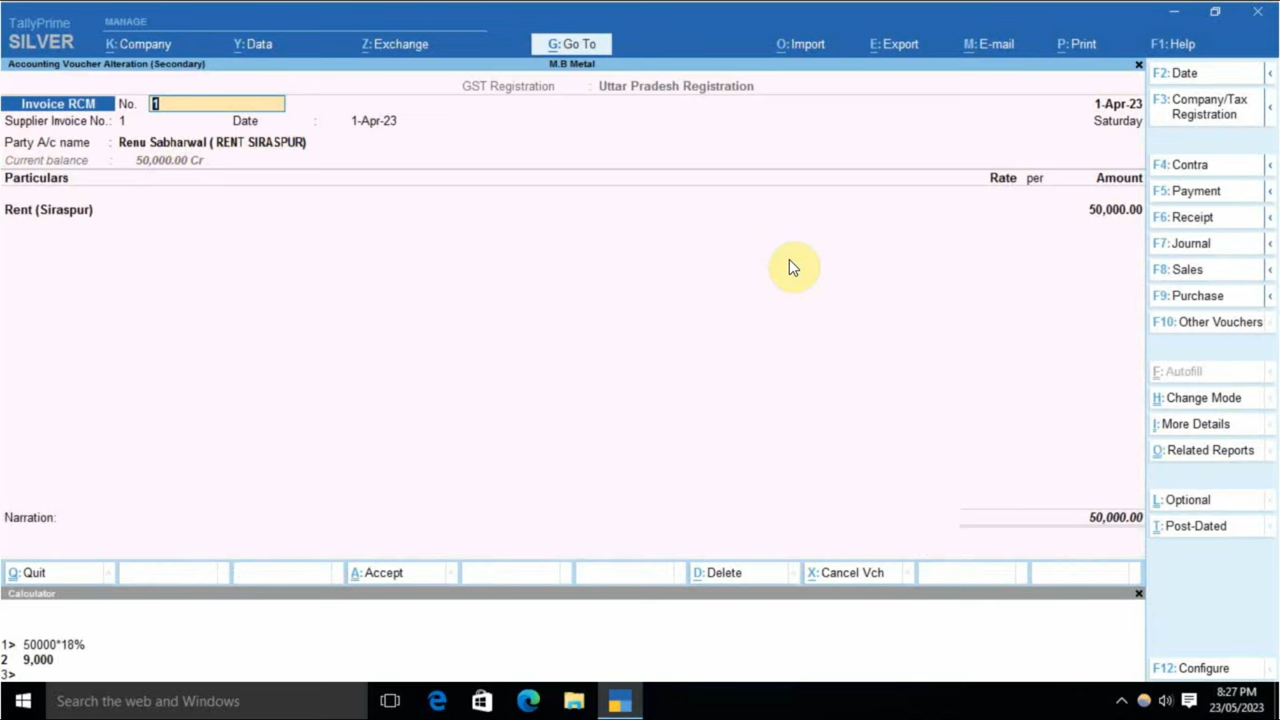 TallyPrime
MANAGE
SILVER
K: Company
Y: Data
Z: Exchange
G: Go To
O: Import
E: Export
M: E-mail
P: Print
F1: Help
Accounting Voucher Alteration (Secondary)
M.B Metal
GST Registration : Uttar Pradesh Registration
Invoice RCM No. 1
1-Apr-23
Supplier Invoice No.: 1 Date : 1-Apr-23
Saturday
Party A/c name : Renu Sabharwal ( RENT SIRASPUR)
Current balance : 50,000.00 Cr
Particulars Rate per Amount
Rent (Siraspur) 50,000.00
Narration: 50,000.00
Q: Quit
A: Accept
D: Delete
X: Cancel Vch
F2: Date
F3: Company/Tax
Registration
F4: Contra
F5: Payment
F6: Receipt
F7: Journal
F8: Sales
F9: Purchase
F10: Other Vouchers
F: Autofill
H: Change Mode
I: More Details
O: Related Reports
L: Optional
T: Post-Dated
F12: Configure
Calculator
1> 50000*18%
2 9,000
3>
Search the web and Windows
8:27 PM
23/05/2023